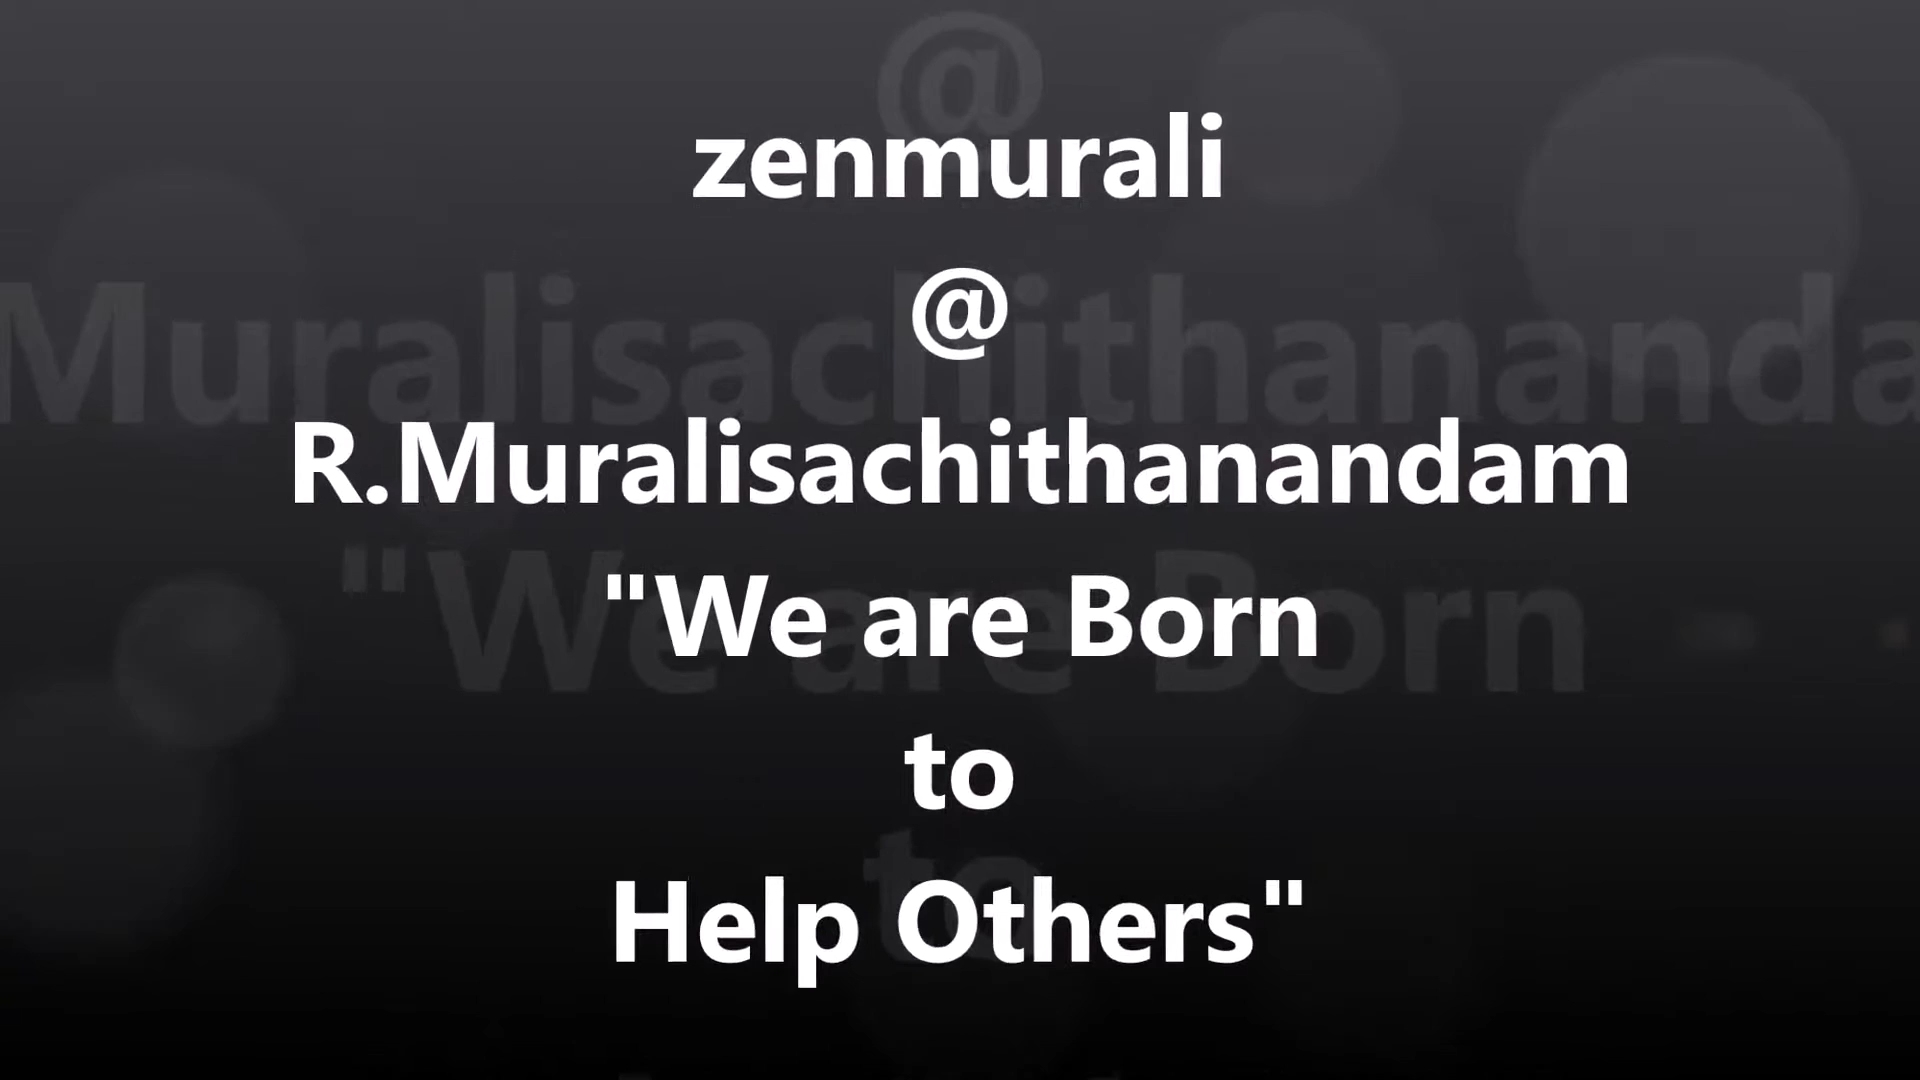 zenmurali
@
R.Muralisachithanandam
"We are Born
to
Help Others"